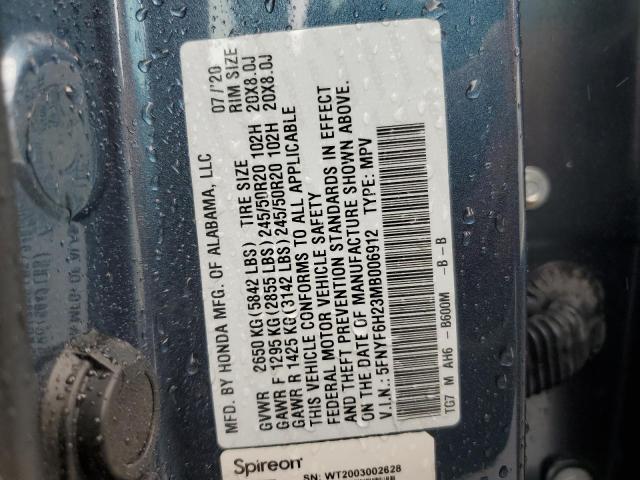 MFD. BY HONDA MFG. OF ALABAMA, LLC 07/'20
GVWR 2650 KG (5842 LBS) TIRE SIZE RIM SIZE
GAWR F 1295 KG (2855 LBS) 245/50R20 102H 20X8.0J
GAWR R 1425 KG (3142 LBS) 245/50R20 102H 20X8.0J
THIS VEHICLE CONFORMS TO ALL APPLICABLE
FEDERAL MOTOR VEHICLE SAFETY
AND THEFT PREVENTION STANDARDS IN EFFECT
ON THE DATE OF MANUFACTURE SHOWN ABOVE.
V.I.N.: 5FNYF6H23MB006912 TYPE: MPV
TG7 M AH6 - B600M -B-B
Spireon
SN: WT2003002628